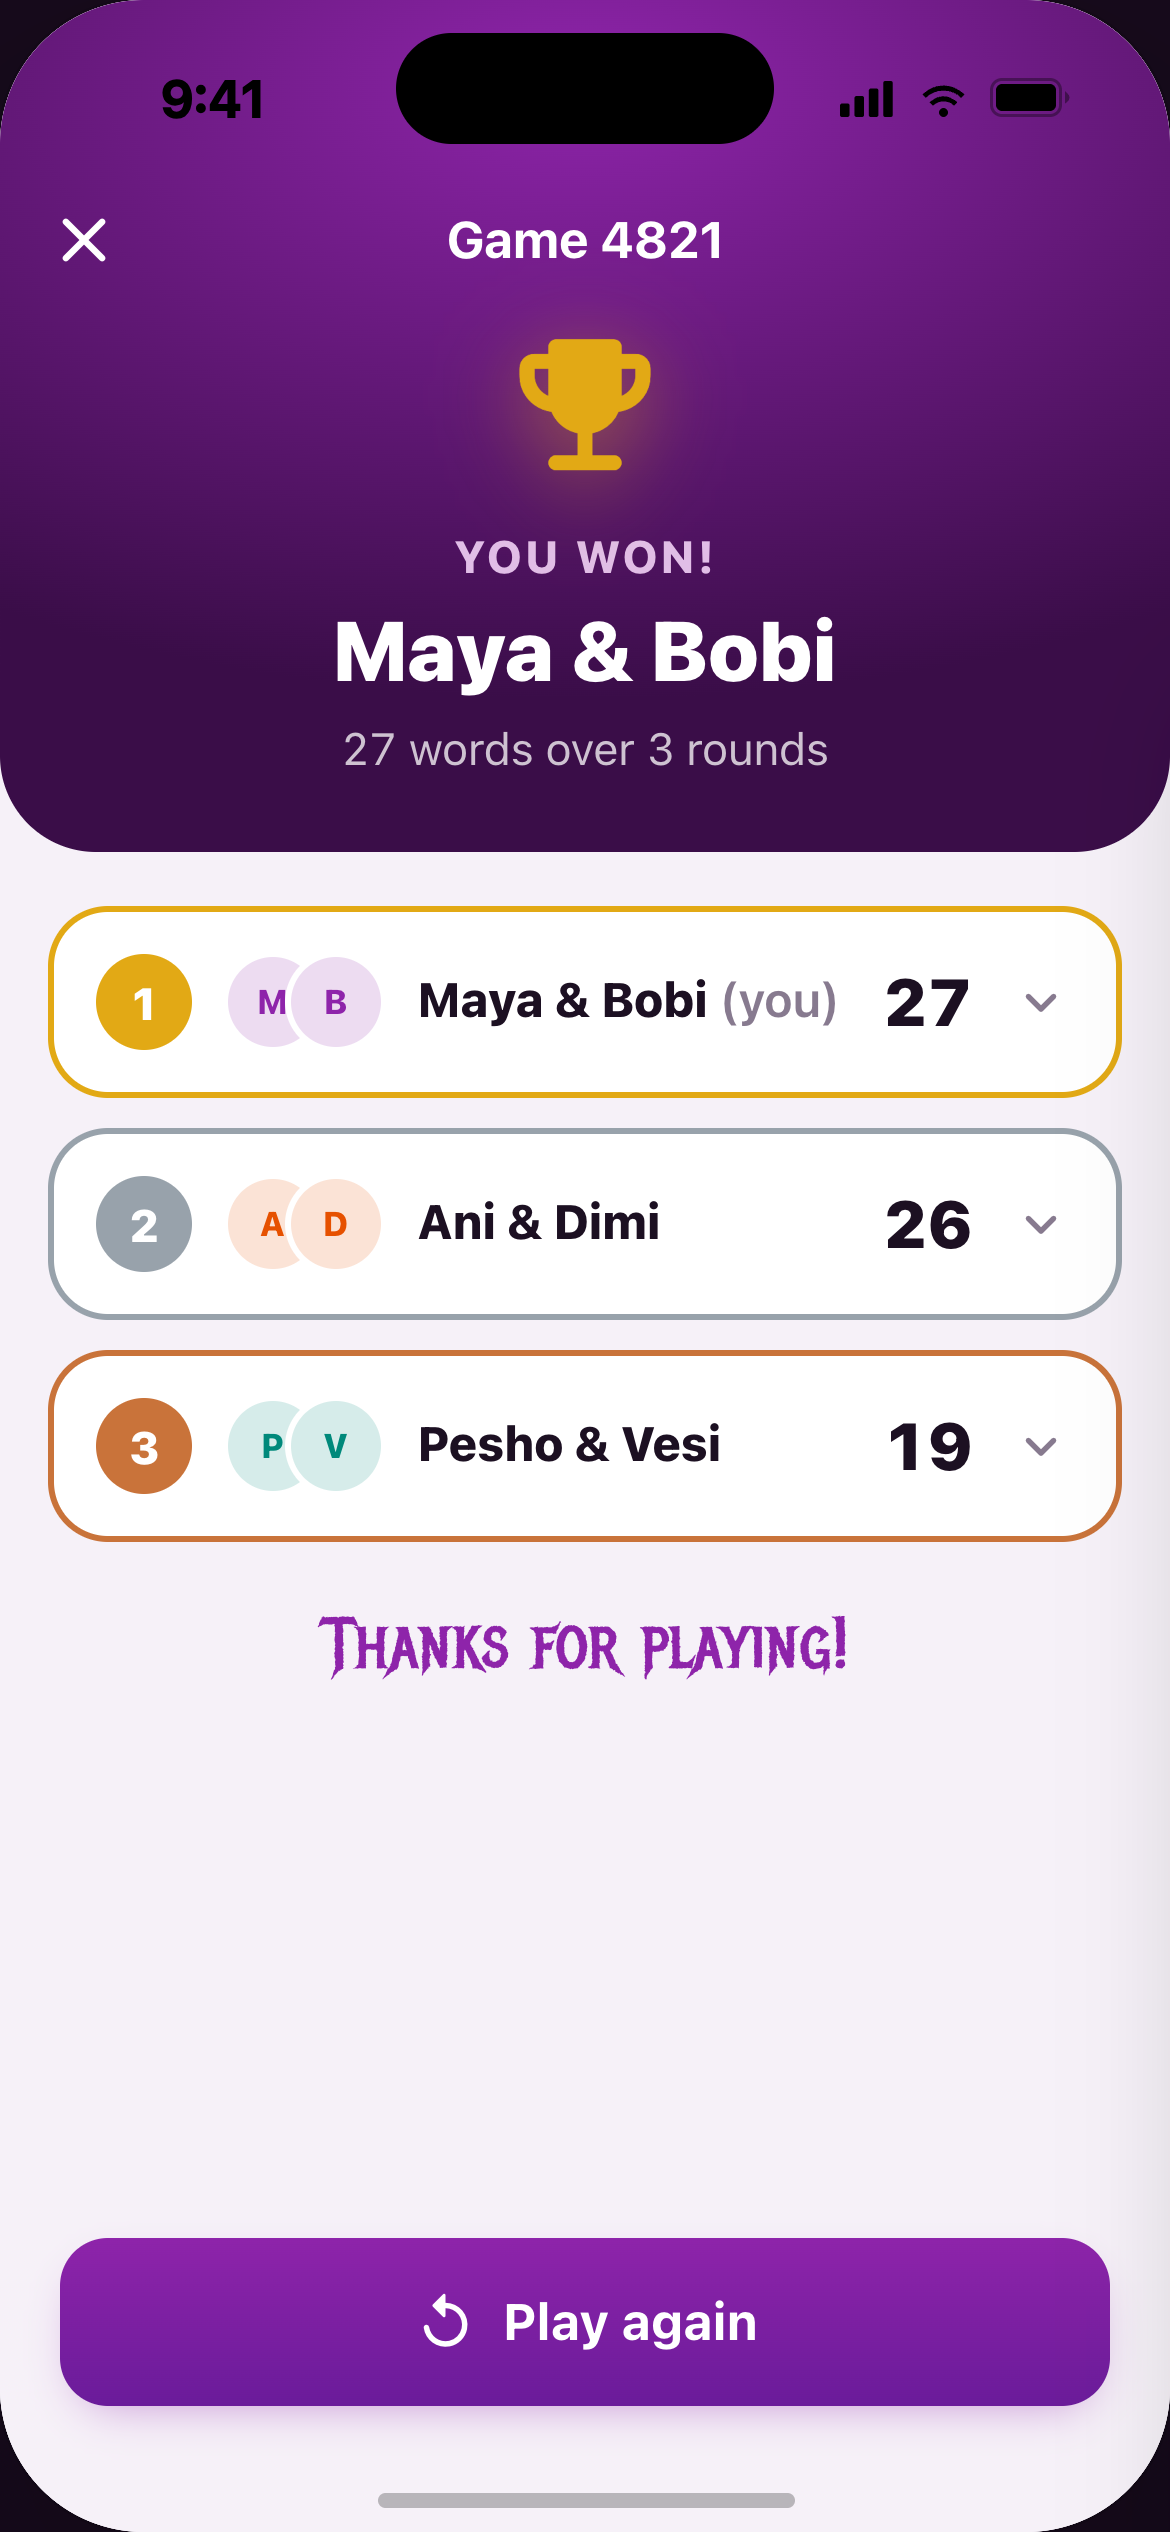 9:41
Game 4821
YOU WON!
Maya & Bobi
27 words over 3 rounds
1 M B Maya & Bobi (you) 27
2 A D Ani & Dimi 26
3 P V Pesho & Vesi 19
Thanks for playing!
Play again